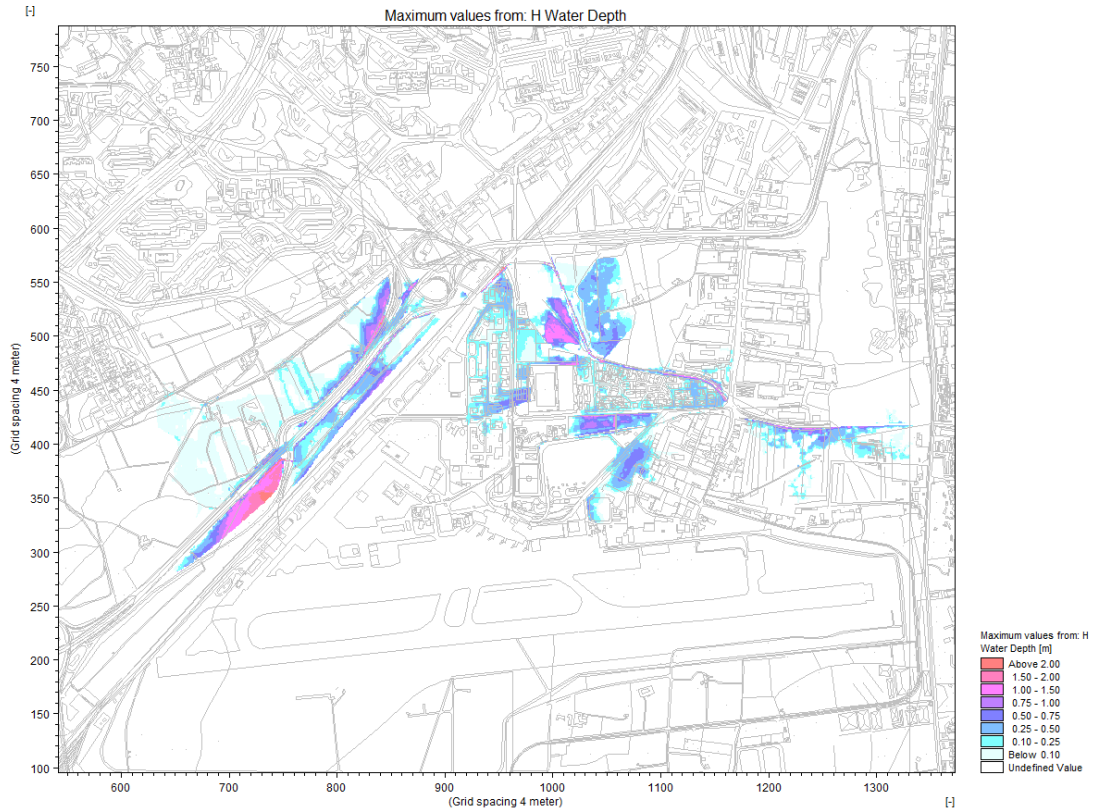 [-]
Maximum values from: H Water Depth
750
700
650
600
550
500
450
400
350
300
250
200
150
100
(Grid spacing 4 meter)
600 700 800 900 1000 1100 1200 1300
(Grid spacing 4 meter)
[-]
Maximum values from: H
Water Depth [m]
Above 2.00
1.50 - 2.00
1.00 - 1.50
0.75 - 1.00
0.50 - 0.75
0.25 - 0.50
0.10 - 0.25
Below 0.10
Undefined Value